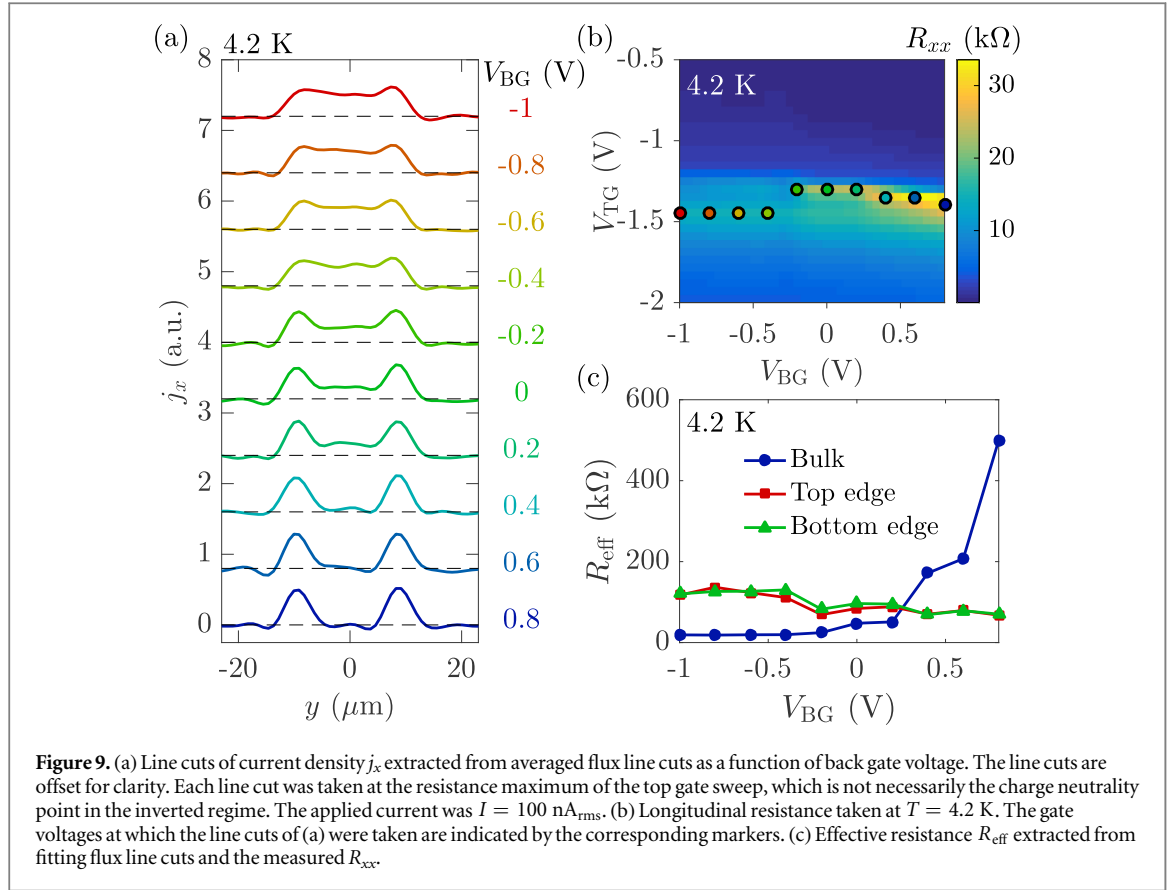 (a)
4.2 K
V_BG (V)
8
7
6
5
4
3
2
1
0
j_x (a.u.)
-1
-0.8
-0.6
-0.4
-0.2
0
0.2
0.4
0.6
0.8
-20
0
20
y (μm)
(b)
R_xx (kΩ)
4.2 K
-0.5
-1
-1.5
-2
V_TG (V)
-1
-0.5
0
0.5
V_BG (V)
30
20
10
(c)
4.2 K
600
400
200
0
R_eff (kΩ)
Bulk
Top edge
Bottom edge
-1
-0.5
0
0.5
V_BG (V)
Figure 9. (a) Line cuts of current density j_x extracted from averaged flux line cuts as a function of back gate voltage. The line cuts are
offset for clarity. Each line cut was taken at the resistance maximum of the top gate sweep, which is not necessarily the charge neutrality
point in the inverted regime. The applied current was I = 100 nA_rms. (b) Longitudinal resistance taken at T = 4.2 K. The gate
voltages at which the line cuts of (a) were taken are indicated by the corresponding markers. (c) Effective resistance R_eff extracted from
fitting flux line cuts and the measured R_xx.